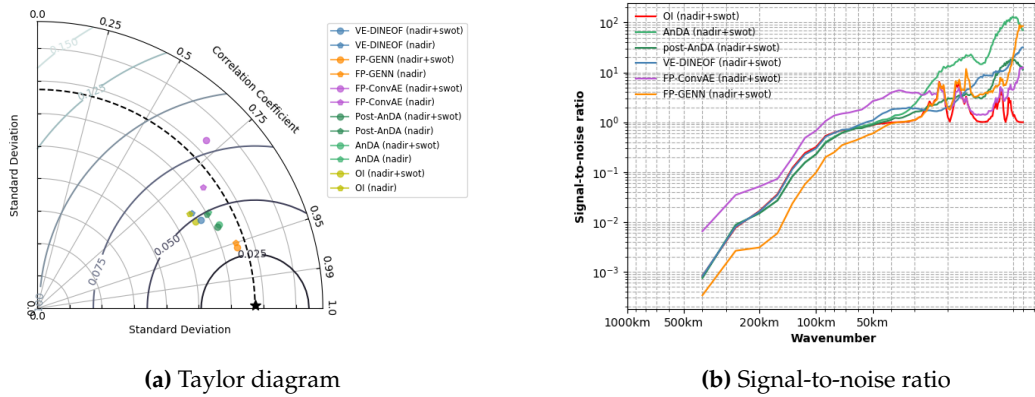 0.0
0.25
0.5
Correlation Coefficient
0.75
0.95
0.99
1.0
0.150
0.075
0.050
0.025
0.0
0.0
Standard Deviation
Standard Deviation
VE-DINEOF (nadir+swot)
VE-DINEOF (nadir)
FP-GENN (nadir+swot)
FP-GENN (nadir)
FP-ConvAE (nadir+swot)
FP-ConvAE (nadir)
Post-AnDA (nadir+swot)
Post-AnDA (nadir)
AnDA (nadir+swot)
AnDA (nadir)
OI (nadir+swot)
OI (nadir)
(a) Taylor diagram
Signal-to-noise ratio
10²
10¹
10⁰
10⁻¹
10⁻²
10⁻³
OI (nadir+swot)
AnDA (nadir+swot)
post-AnDA (nadir+swot)
VE-DINEOF (nadir+swot)
FP-ConvAE (nadir+swot)
FP-GENN (nadir+swot)
1000km 500km 200km 100km 50km
Wavenumber
(b) Signal-to-noise ratio